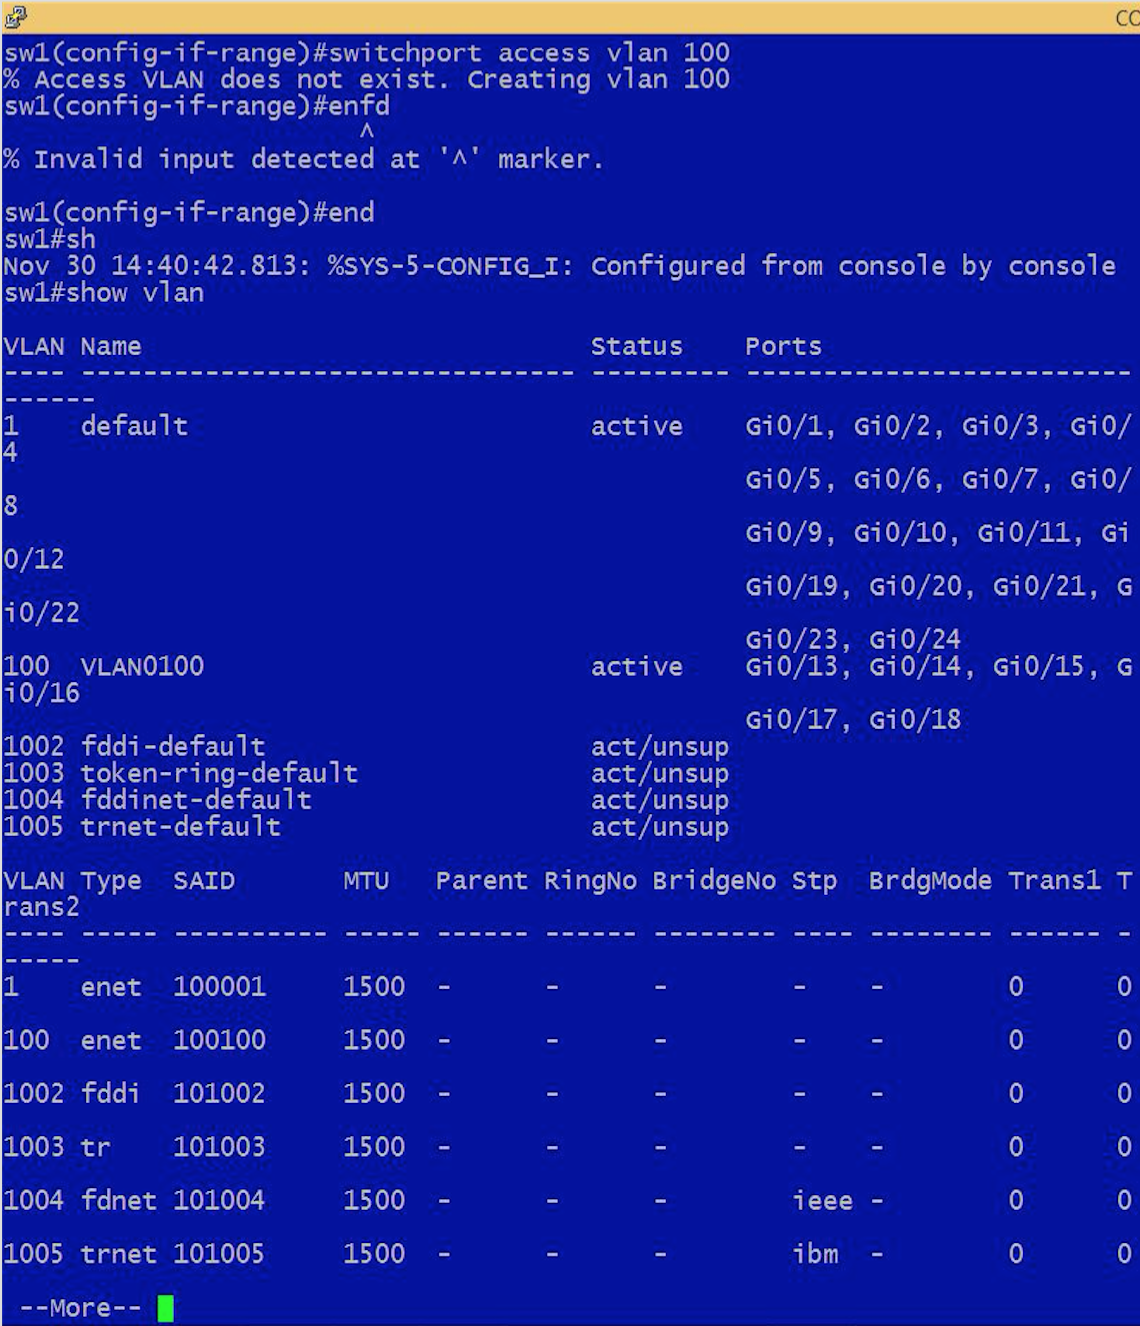 CO
sw1(config-if-range)#switchport access vlan 100
% Access VLAN does not exist. Creating vlan 100
sw1(config-if-range)#enfd
^
% Invalid input detected at '^' marker.
sw1(config-if-range)#end
sw1#sh
Nov 30 14:40:42.813: %SYS-5-CONFIG_I: Configured from console by console
sw1#show vlan
VLAN Name Status Ports
---- -------------------------------- --------- -------------------------
------
1 default active Gi0/1, Gi0/2, Gi0/3, Gi0/
4
Gi0/5, Gi0/6, Gi0/7, Gi0/
8
Gi0/9, Gi0/10, Gi0/11, Gi
0/12
Gi0/19, Gi0/20, Gi0/21, G
i0/22
Gi0/23, Gi0/24
100 VLAN0100 active Gi0/13, Gi0/14, Gi0/15, G
i0/16
Gi0/17, Gi0/18
1002 fddi-default act/unsup
1003 token-ring-default act/unsup
1004 fddinet-default act/unsup
1005 trnet-default act/unsup
VLAN Type SAID MTU Parent RingNo BridgeNo Stp BrdgMode Trans1 T
rans2
---- ----- ---------- ----- ------ ------ -------- ---- -------- ------ -
-----
1 enet 100001 1500 - - - - - 0 0
100 enet 100100 1500 - - - - - 0 0
1002 fddi 101002 1500 - - - - - 0 0
1003 tr 101003 1500 - - - - - 0 0
1004 fdnet 101004 1500 - - - ieee - 0 0
1005 trnet 101005 1500 - - - ibm - 0 0
--More--